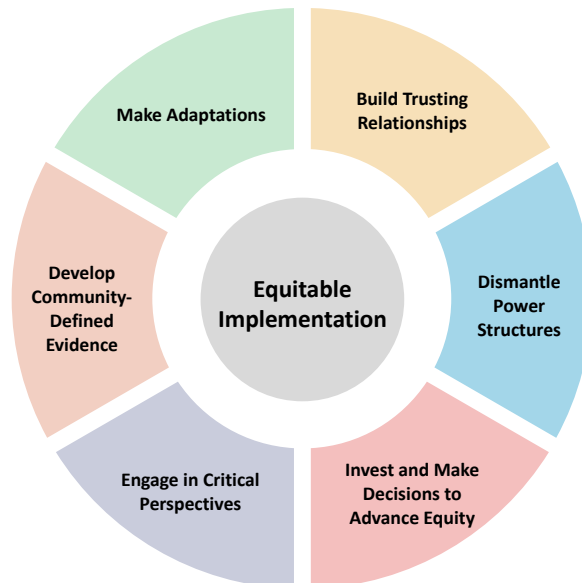 Make Adaptations
Build Trusting
Relationships
Develop
Community-
Defined
Evidence
Equitable
Implementation
Dismantle
Power
Structures
Engage in Critical
Perspectives
Invest and Make
Decisions to
Advance Equity